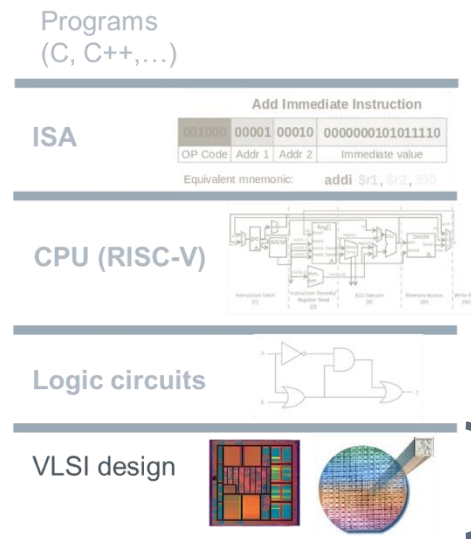 Programs
(C, C++,...)
Add Immediate Instruction
ISA
001000 00001 00010 0000000101011110
OP Code Addr 1 Addr 2 Immediate value
Equivalent mnemonic: addi $r1, $r2, 350
CPU (RISC-V)
Logic circuits
VLSI design